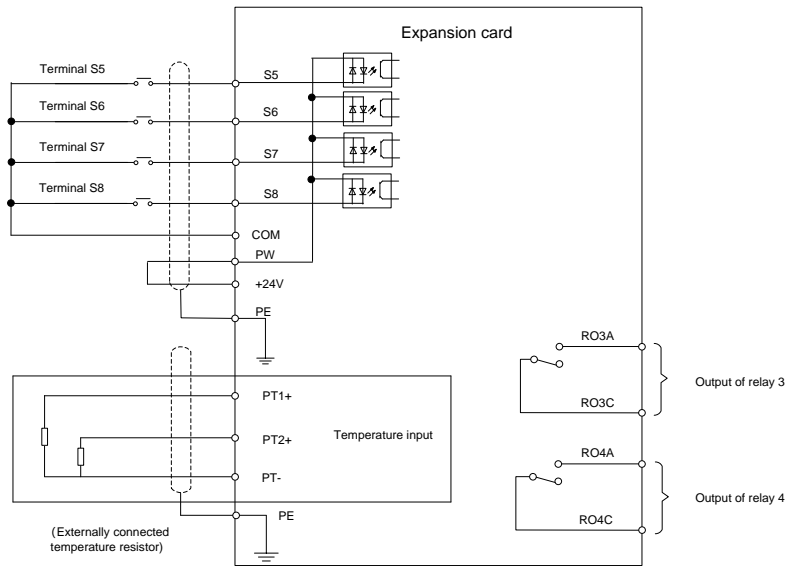 Expansion card
Terminal S5
S5
Terminal S6
S6
Terminal S7
S7
Terminal S8
S8
COM
PW
+24V
PE
RO3A
Output of relay 3
RO3C
PT1+
PT2+
Temperature input
PT-
RO4A
Output of relay 4
RO4C
PE
(Externally connected
temperature resistor)